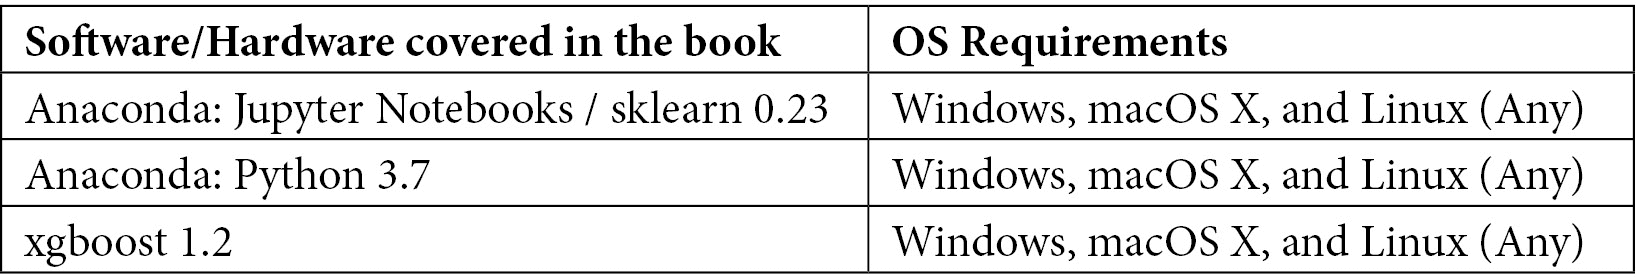 Software/Hardware covered in the book OS Requirements
Anaconda: Jupyter Notebooks / sklearn 0.23 Windows, macOS X, and Linux (Any)
Anaconda: Python 3.7 Windows, macOS X, and Linux (Any)
xgboost 1.2 Windows, macOS X, and Linux (Any)